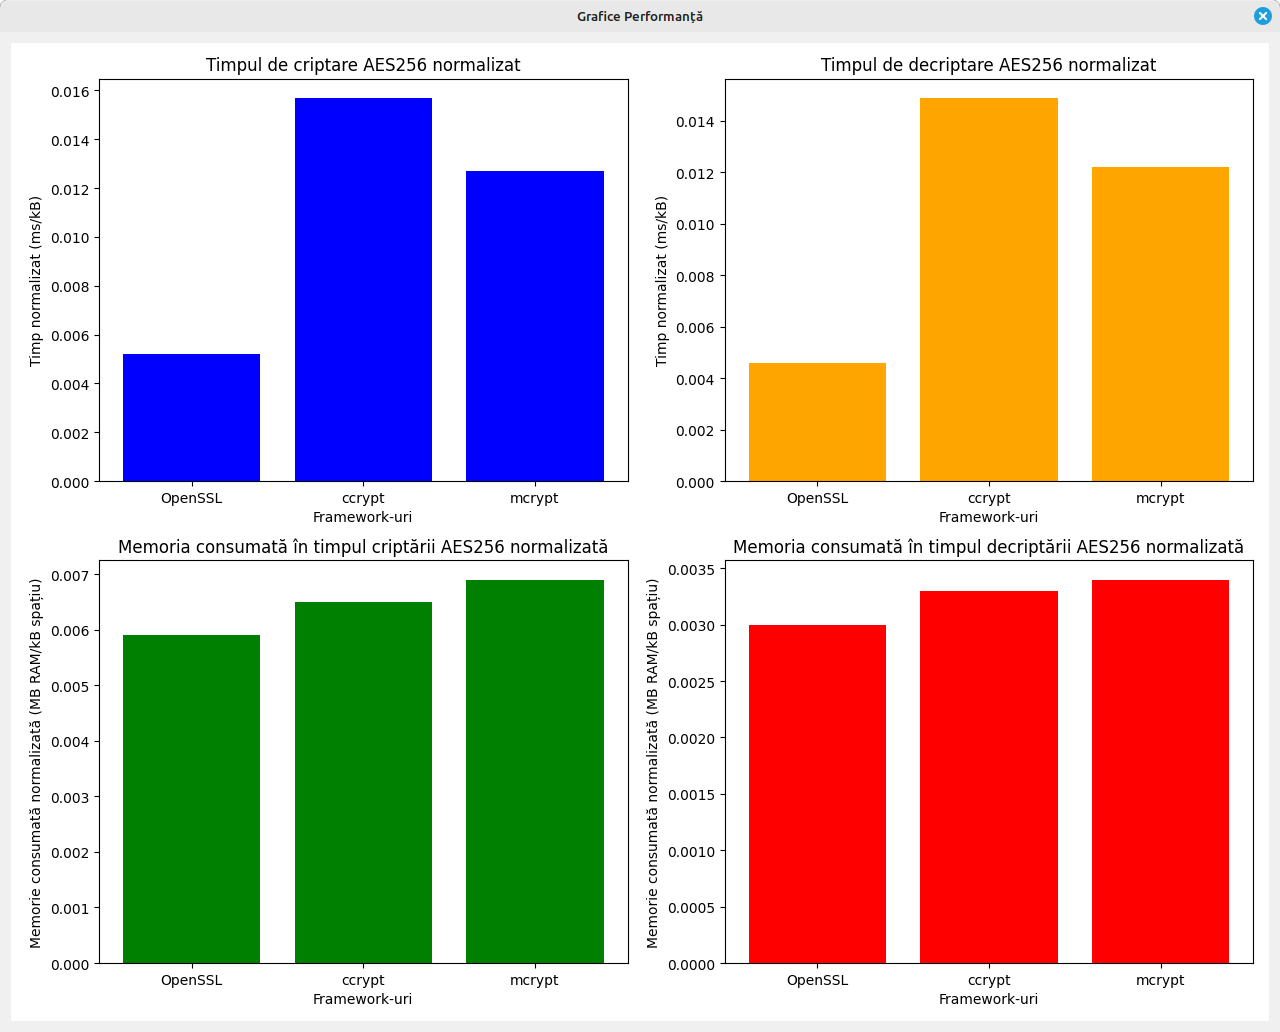 Grafice Performanță
Timpul de criptare AES256 normalizat
Timp normalizat (ms/kB)
0.016
0.014
0.012
0.010
0.008
0.006
0.004
0.002
0.000
OpenSSL ccrypt mcrypt
Framework-uri
Timpul de decriptare AES256 normalizat
Timp normalizat (ms/kB)
0.014
0.012
0.010
0.008
0.006
0.004
0.002
0.000
OpenSSL ccrypt mcrypt
Framework-uri
Memoria consumată în timpul criptării AES256 normalizată
Memorie consumată normalizată (MB RAM/kB spațiu)
0.007
0.006
0.005
0.004
0.003
0.002
0.001
0.000
OpenSSL ccrypt mcrypt
Framework-uri
Memoria consumată în timpul decriptării AES256 normalizată
Memorie consumată normalizată (MB RAM/kB spațiu)
0.0035
0.0030
0.0025
0.0020
0.0015
0.0010
0.0005
0.0000
OpenSSL ccrypt mcrypt
Framework-uri